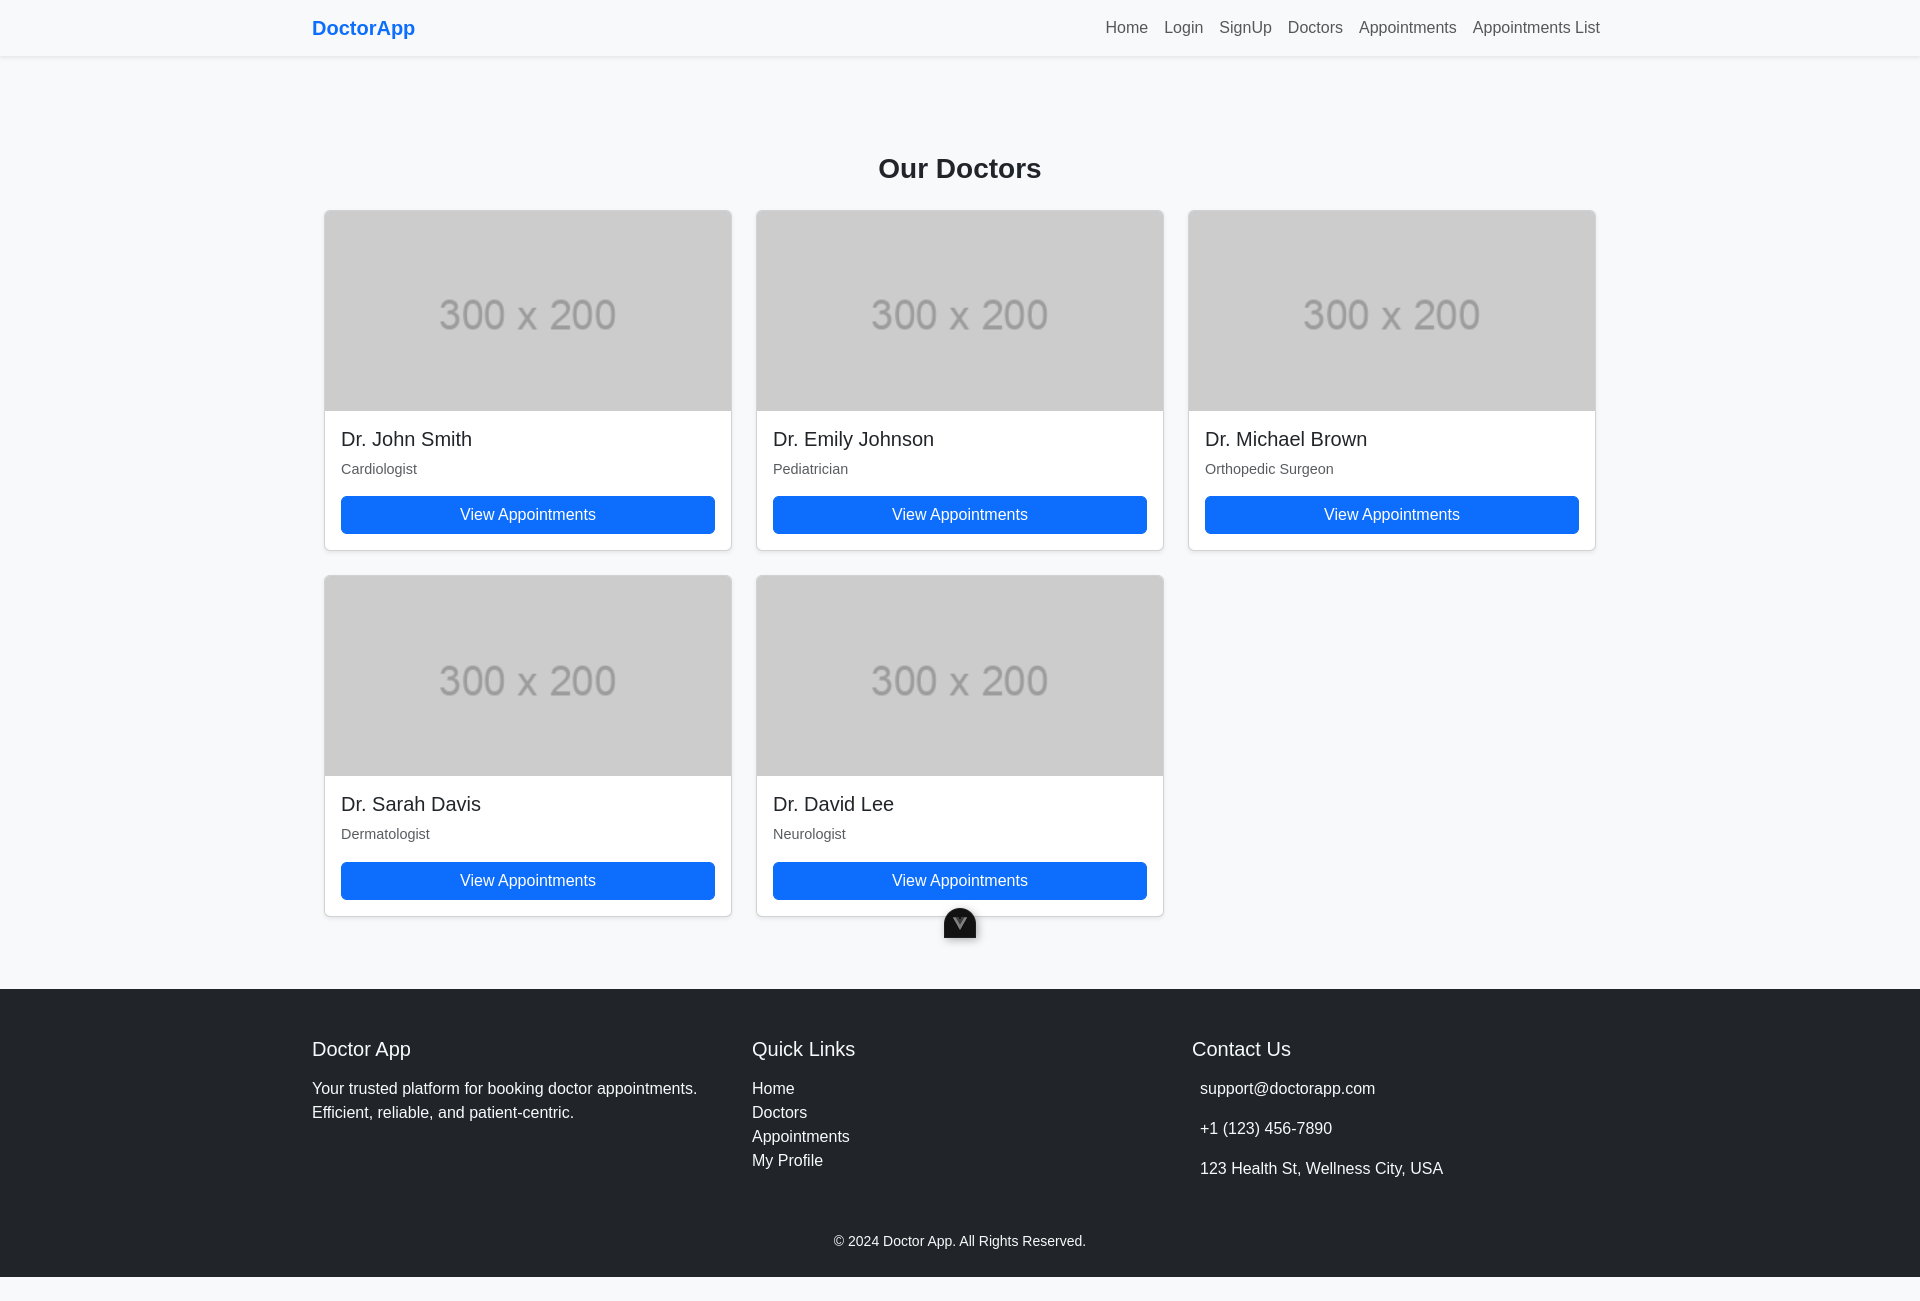 DoctorApp
Home Login SignUp Doctors Appointments Appointments List
Our Doctors
300 x 200
300 x 200
300 x 200
Dr. John Smith
Cardiologist
View Appointments
Dr. Emily Johnson
Pediatrician
View Appointments
Dr. Michael Brown
Orthopedic Surgeon
View Appointments
300 x 200
300 x 200
Dr. Sarah Davis
Dermatologist
View Appointments
Dr. David Lee
Neurologist
View Appointments
Doctor App
Your trusted platform for booking doctor appointments.
Efficient, reliable, and patient-centric.
Quick Links
Home
Doctors
Appointments
My Profile
Contact Us
support@doctorapp.com
+1 (123) 456-7890
123 Health St, Wellness City, USA
© 2024 Doctor App. All Rights Reserved.